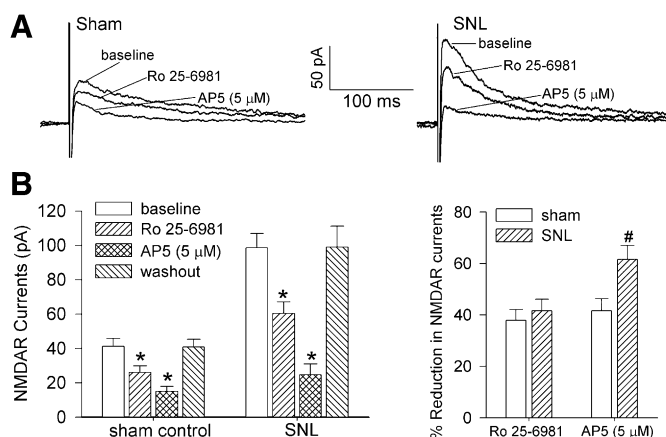 A
Sham
baseline
Ro 25-6981
AP5 (5 μM)
50 pA
100 ms
SNL
baseline
Ro 25-6981
AP5 (5 μM)
B
NMDAR Currents (pA)
120
100
80
60
40
20
0
baseline
Ro 25-6981
AP5 (5 μM)
washout
*
*
*
*
sham control
SNL
% Reduction in NMDAR currents
80
60
40
20
0
sham
SNL
#
Ro 25-6981
AP5 (5 μM)